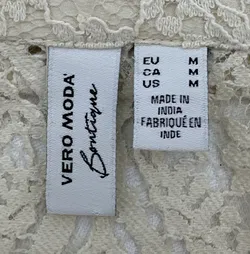 VERO MODA
Boutique
EU M
CA M
US M
MADE IN
INDIA
FABRIQUÉ EN
INDE